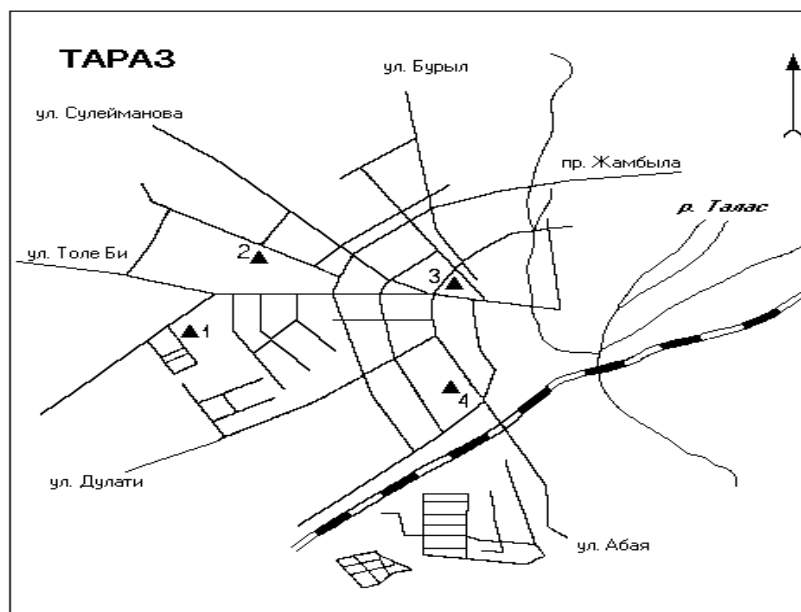 ТАРАЗ
ул. Бурыл
ул. Сулейманова
пр. Жамбыла
р. Талас
ул. Толе Би
2
3
1
4
ул. Дулати
ул. Абая